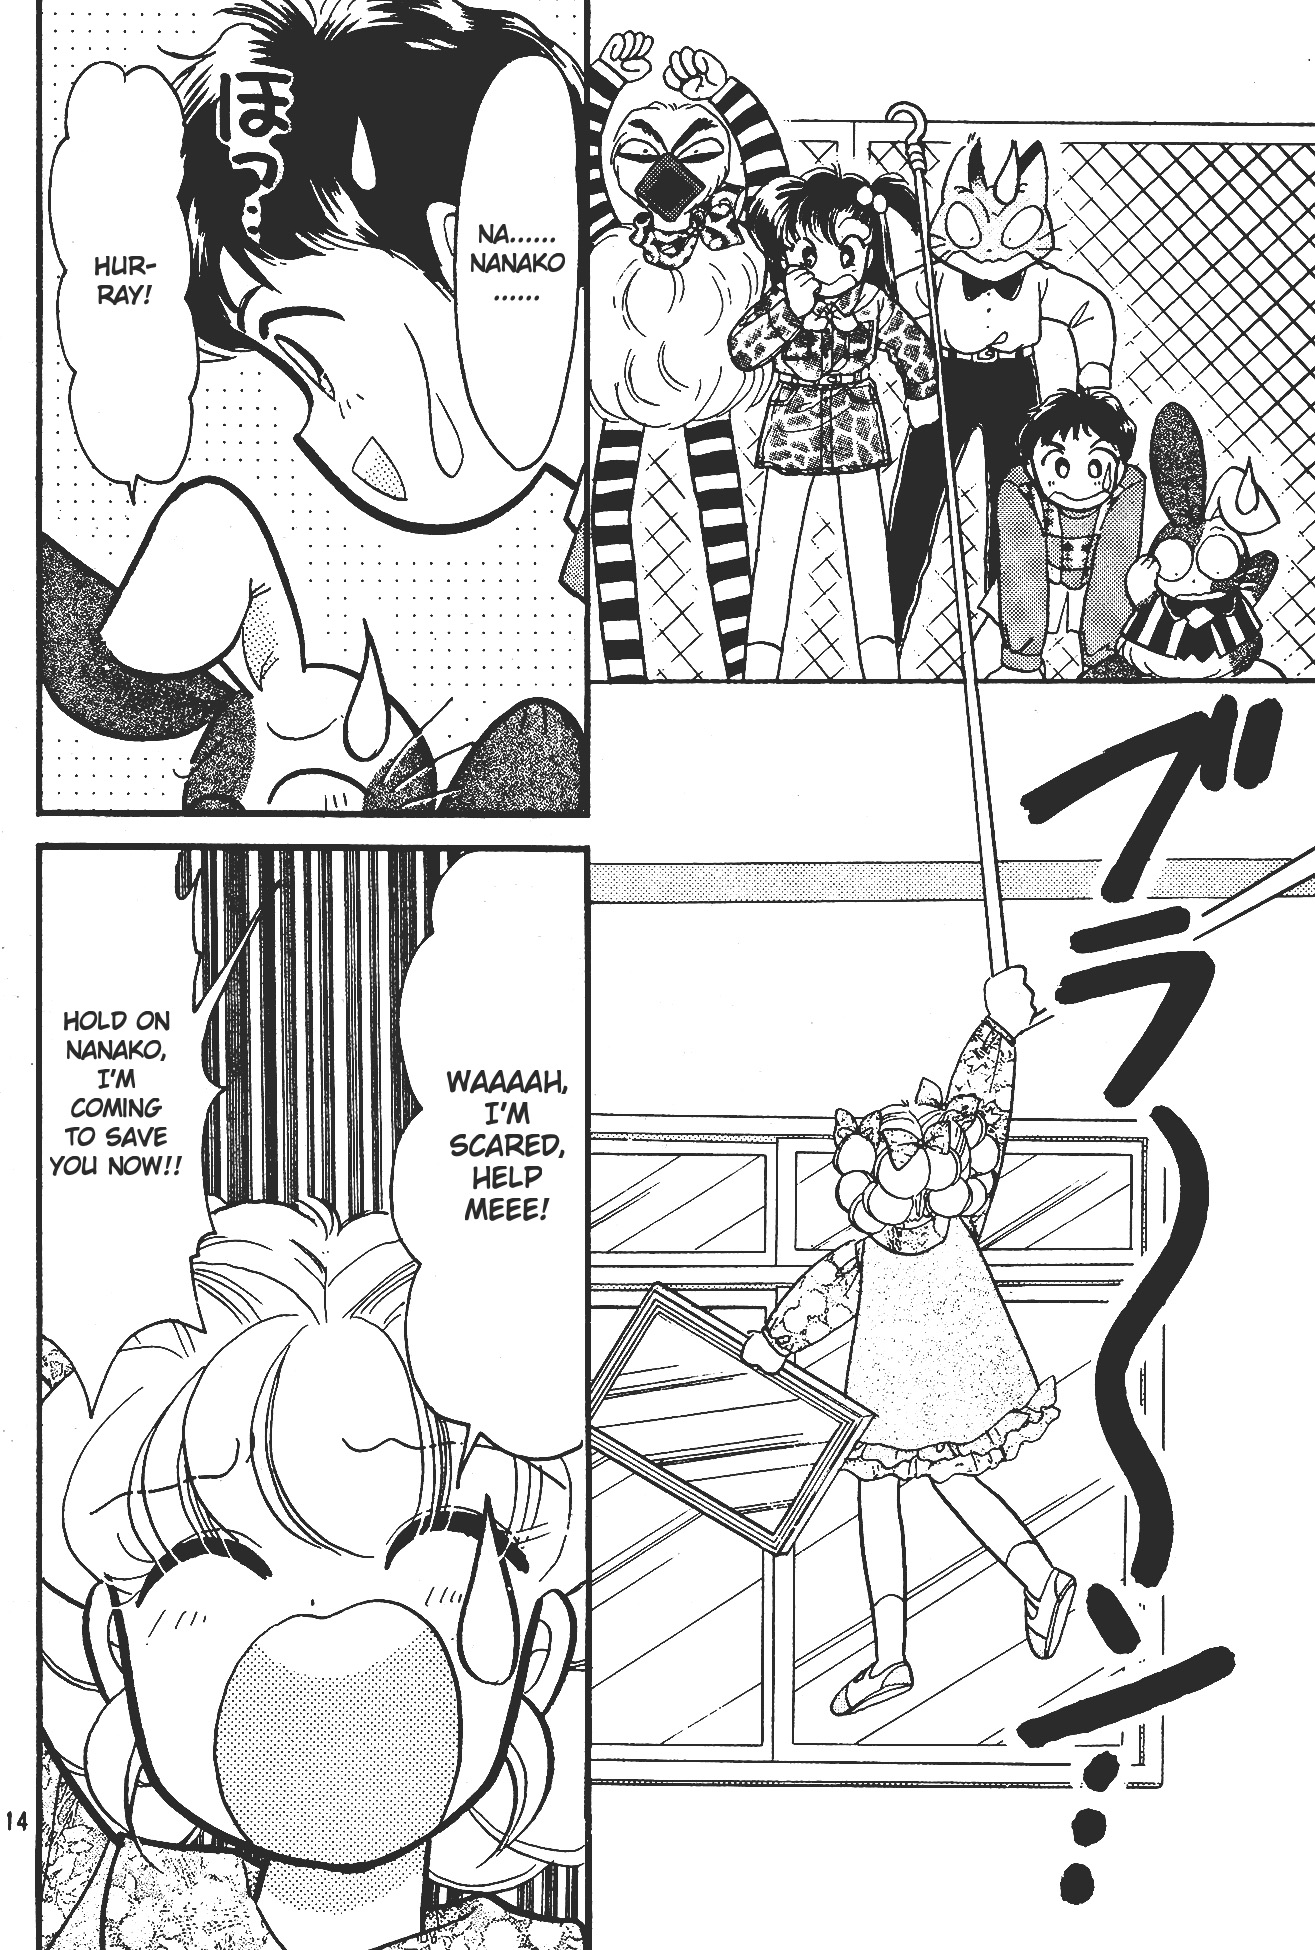 ブラーン…
NA......
NANAKO
......
ほっ…
HUR-
RAY!
WAAAAH,
I'M
SCARED,
HELP
MEEE!
HOLD ON
NANAKO,
I'M
COMING
TO SAVE
YOU NOW!!
14